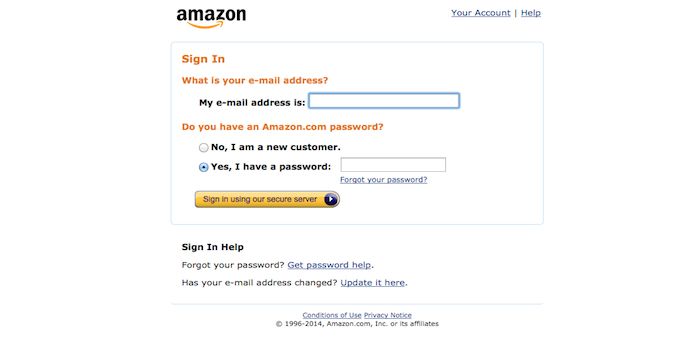 amazon
Your Account | Help
Sign In
What is your e-mail address?
My e-mail address is:
Do you have an Amazon.com password?
No, I am a new customer.
Yes, I have a password:
Forgot your password?
Sign in using our secure server
Sign In Help
Forgot your password? Get password help.
Has your e-mail address changed? Update it here.
Conditions of Use Privacy Notice
© 1996-2014, Amazon.com, Inc. or its affiliates